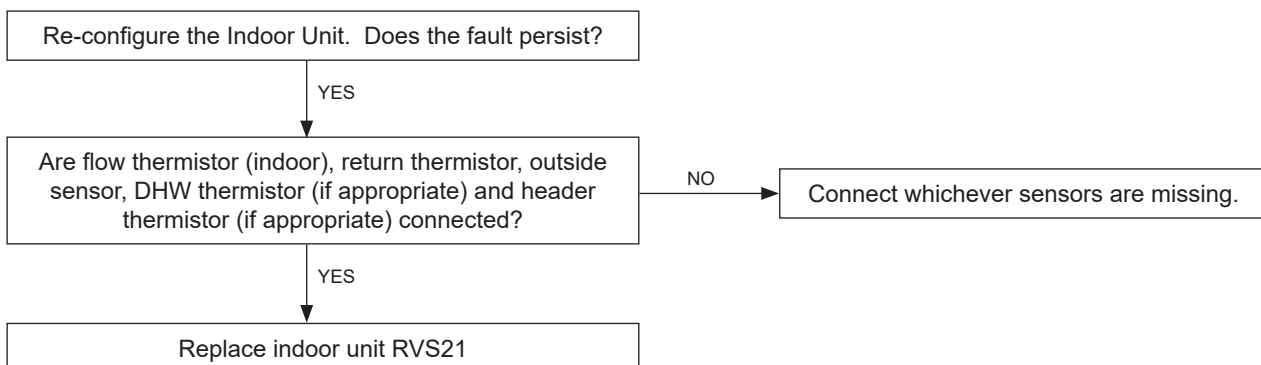 Re-configure the Indoor Unit.  Does the fault persist?
YES
Are flow thermistor (indoor), return thermistor, outside
sensor, DHW thermistor (if appropriate) and header
thermistor (if appropriate) connected?
NO
Connect whichever sensors are missing.
YES
Replace indoor unit RVS21